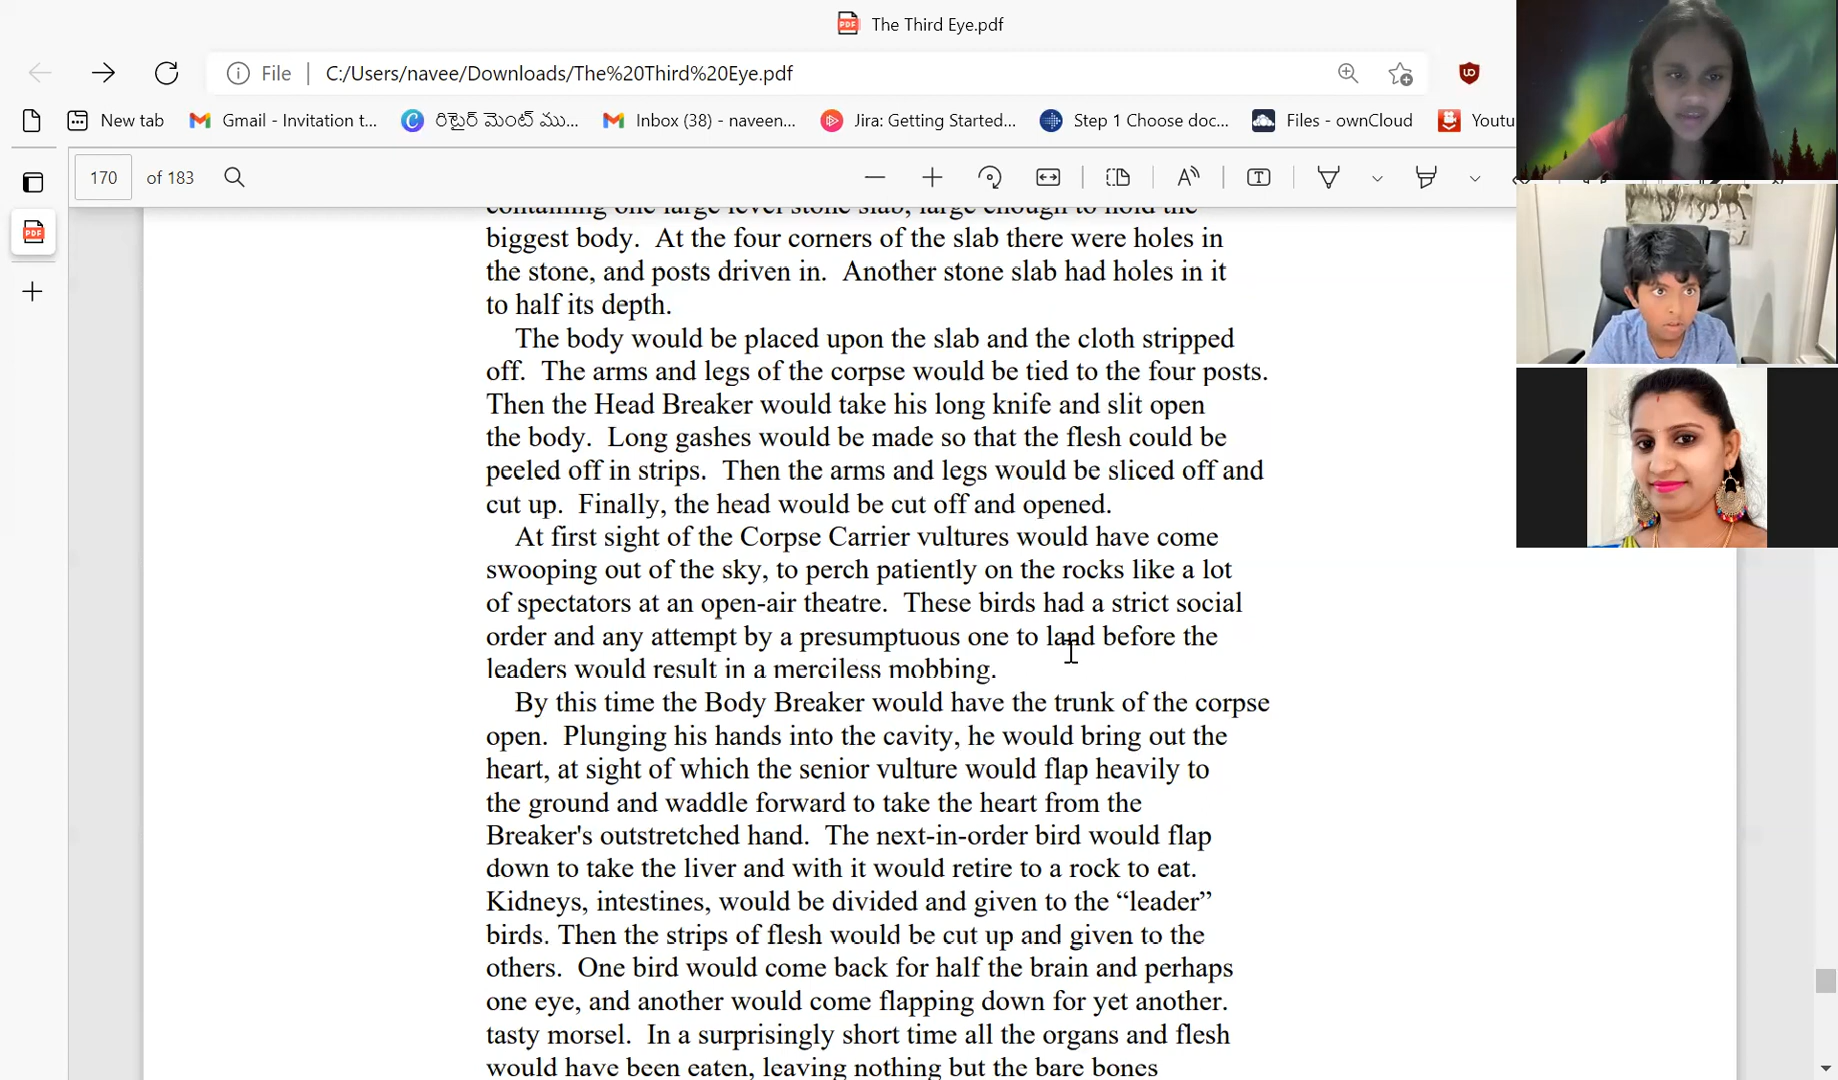 The Third Eye.pdf
File C:/Users/navee/Downloads/The%20Third%20Eye.pdf
New tab Gmail - Invitation t... రిటైర్ మెంట్ ము... Inbox (38) - naveen... Jira: Getting Started... Step 1 Choose doc... Files - ownCloud Youtu
170 of 183
containing one large level stone slab, large enough to hold the
biggest body. At the four corners of the slab there were holes in
the stone, and posts driven in. Another stone slab had holes in it
to half its depth.
The body would be placed upon the slab and the cloth stripped
off. The arms and legs of the corpse would be tied to the four posts.
Then the Head Breaker would take his long knife and slit open
the body. Long gashes would be made so that the flesh could be
peeled off in strips. Then the arms and legs would be sliced off and
cut up. Finally, the head would be cut off and opened.
At first sight of the Corpse Carrier vultures would have come
swooping out of the sky, to perch patiently on the rocks like a lot
of spectators at an open-air theatre. These birds had a strict social
order and any attempt by a presumptuous one to land before the
leaders would result in a merciless mobbing.
By this time the Body Breaker would have the trunk of the corpse
open. Plunging his hands into the cavity, he would bring out the
heart, at sight of which the senior vulture would flap heavily to
the ground and waddle forward to take the heart from the
Breaker's outstretched hand. The next-in-order bird would flap
down to take the liver and with it would retire to a rock to eat.
Kidneys, intestines, would be divided and given to the “leader”
birds. Then the strips of flesh would be cut up and given to the
others. One bird would come back for half the brain and perhaps
one eye, and another would come flapping down for yet another.
tasty morsel. In a surprisingly short time all the organs and flesh
would have been eaten, leaving nothing but the bare bones